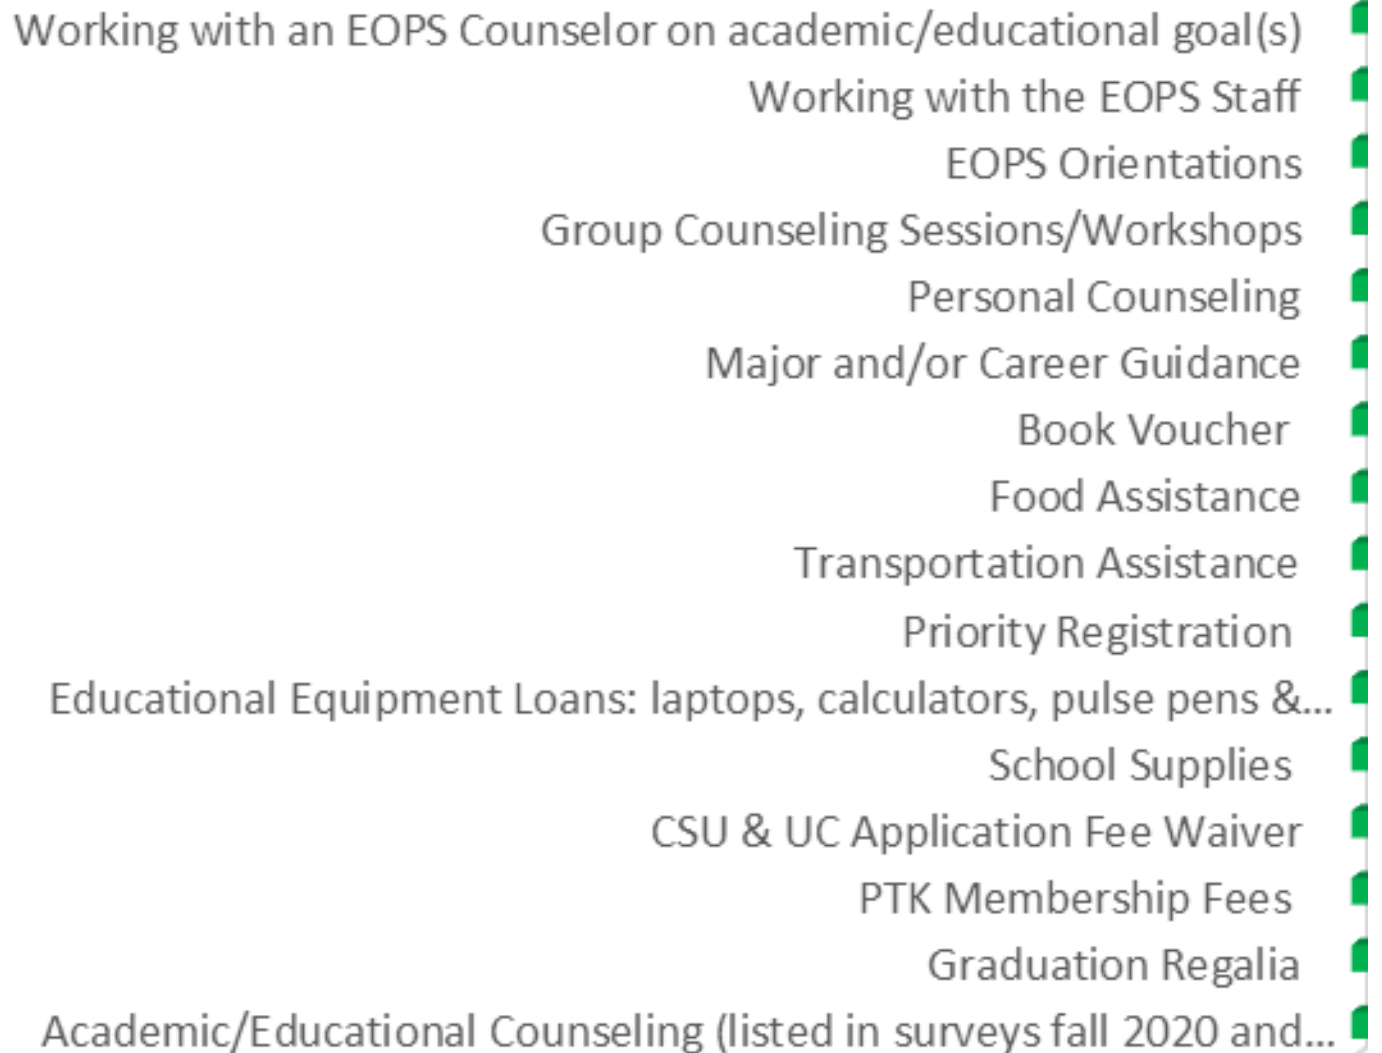 Working with an EOPS Counselor on academic/educational goal(s)
Working with the EOPS Staff
EOPS Orientations
Group Counseling Sessions/Workshops
Personal Counseling
Major and/or Career Guidance
Book Voucher
Food Assistance
Transportation Assistance
Priority Registration
Educational Equipment Loans: laptops, calculators, pulse pens &...
School Supplies
CSU & UC Application Fee Waiver
PTK Membership Fees
Graduation Regalia
Academic/Educational Counseling (listed in surveys fall 2020 and...